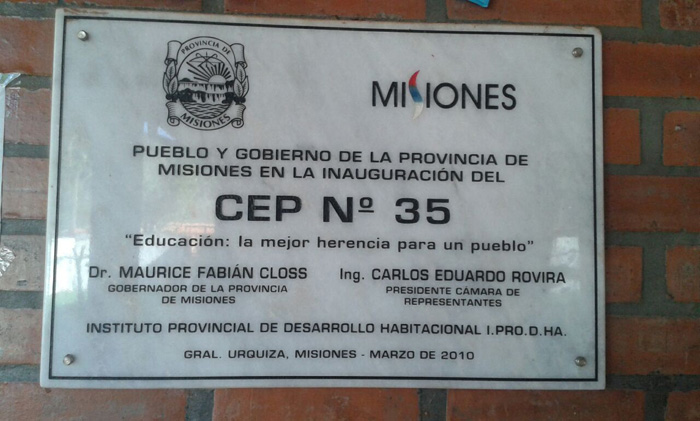 PROVINCIA DE
MISIONES
MISIONES
PUEBLO Y GOBIERNO DE LA PROVINCIA DE
MISIONES EN LA INAUGURACIÓN DEL
CEP Nº 35
“Educación: la mejor herencia para un pueblo”
Dr. MAURICE FABIÁN CLOSS
GOBERNADOR DE LA PROVINCIA
DE MISIONES
Ing. CARLOS EDUARDO ROVIRA
PRESIDENTE CÁMARA DE
REPRESENTANTES
INSTITUTO PROVINCIAL DE DESARROLLO HABITACIONAL I.PRO.D.HA.
GRAL. URQUIZA, MISIONES - MARZO DE 2010